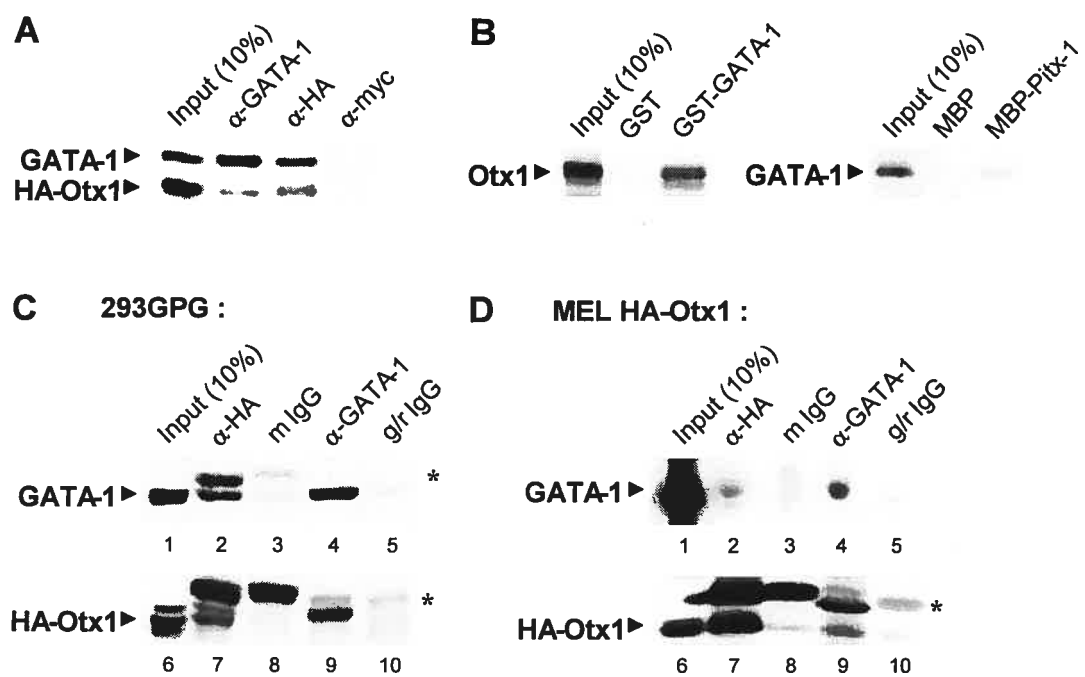 A
Input (10%)
α-GATA-1
α-HA
α-myc
GATA-1
HA-Otx1
B
Input (10%)
GST
GST-GATA-1
Otx1
Input (10%)
MBP
MBP-Pitx-1
GATA-1
C 293GPG :
Input (10%)
α-HA
m IgG
α-GATA-1
g/r IgG
GATA-1
*
1 2 3 4 5
HA-Otx1
*
6 7 8 9 10
D MEL HA-Otx1 :
Input (10%)
α-HA
m IgG
α-GATA-1
g/r IgG
GATA-1
1 2 3 4 5
HA-Otx1
*
6 7 8 9 10